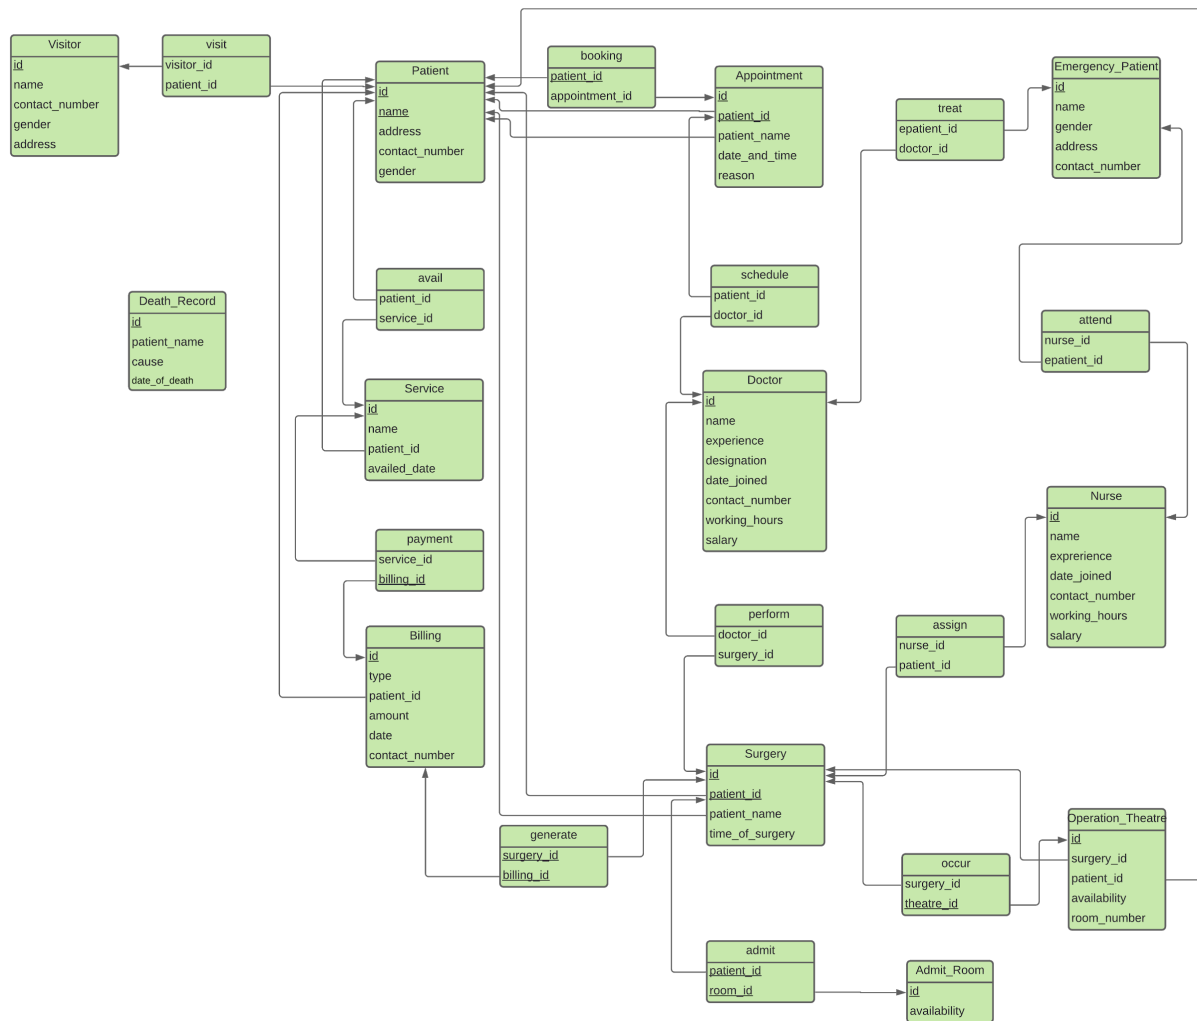 Visitor
id
name
contact_number
gender
address
visit
visitor_id
patient_id
Patient
id
name
address
contact_number
gender
booking
patient_id
appointment_id
Appointment
id
patient_id
patient_name
date_and_time
reason
treat
epatient_id
doctor_id
Emergency_Patient
id
name
gender
address
contact_number
Death_Record
id
patient_name
cause
date_of_death
avail
patient_id
service_id
schedule
patient_id
doctor_id
attend
nurse_id
epatient_id
Service
id
name
patient_id
availed_date
Doctor
id
name
experience
designation
date_joined
contact_number
working_hours
salary
Nurse
id
name
exprerience
date_joined
contact_number
working_hours
salary
payment
service_id
billing_id
Billing
id
type
patient_id
amount
date
contact_number
perform
doctor_id
surgery_id
assign
nurse_id
patient_id
Surgery
id
patient_id
patient_name
time_of_surgery
generate
surgery_id
billing_id
occur
surgery_id
theatre_id
Operation_Theatre
id
surgery_id
patient_id
availability
room_number
admit
patient_id
room_id
Admit_Room
id
availability